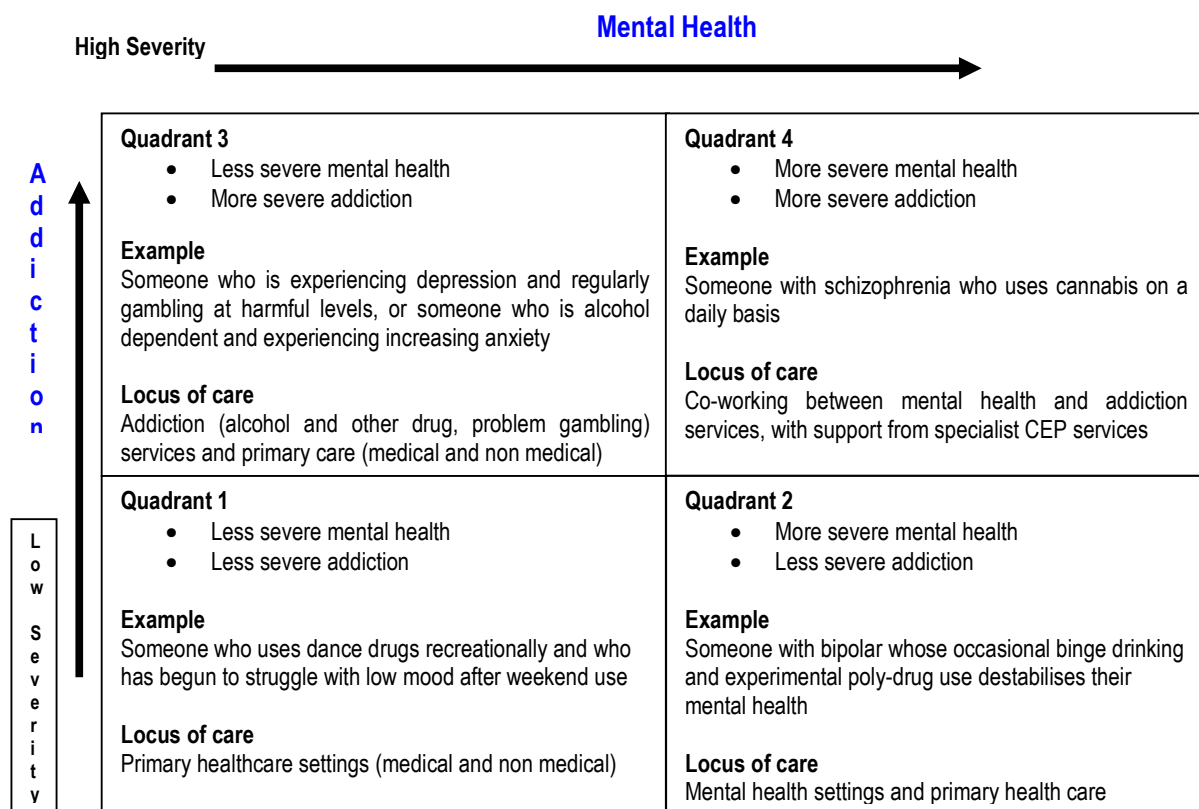 Mental Health
High Severity
Addiction
Low Severity
Quadrant 3
• Less severe mental health
• More severe addiction
Example
Someone who is experiencing depression and regularly
gambling at harmful levels, or someone who is alcohol
dependent and experiencing increasing anxiety
Locus of care
Addiction (alcohol and other drug, problem gambling)
services and primary care (medical and non medical)
Quadrant 4
• More severe mental health
• More severe addiction
Example
Someone with schizophrenia who uses cannabis on a
daily basis
Locus of care
Co-working between mental health and addiction
services, with support from specialist CEP services
Quadrant 1
• Less severe mental health
• Less severe addiction
Example
Someone who uses dance drugs recreationally and who
has begun to struggle with low mood after weekend use
Locus of care
Primary healthcare settings (medical and non medical)
Quadrant 2
• More severe mental health
• Less severe addiction
Example
Someone with bipolar whose occasional binge drinking
and experimental poly-drug use destabilises their
mental health
Locus of care
Mental health settings and primary health care